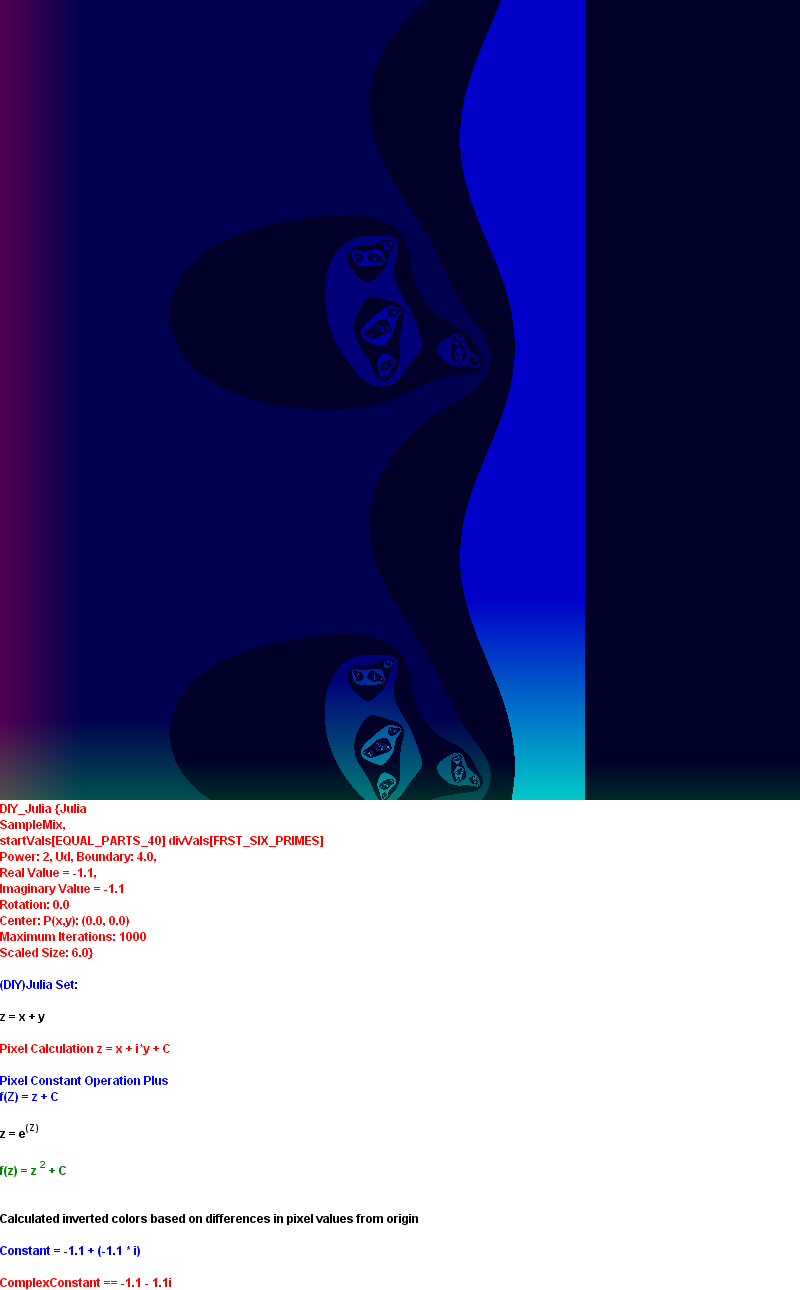 DIY_Julia {Julia
SampleMix,
startVals[EQUAL_PARTS_40] divVals[FRST_SIX_PRIMES]
Power: 2, Ud, Boundary: 4.0,
Real Value = -1.1,
Imaginary Value = -1.1
Rotation: 0.0
Center: P(x,y): (0.0, 0.0)
Maximum Iterations: 1000
Scaled Size: 6.0}
(DIY)Julia Set:
z = x + y
Pixel Calculation z = x + i*y + C
Pixel Constant Operation Plus
f(Z) = z + C
z = e(Z)
f(z) = z 2 + C
Calculated inverted colors based on differences in pixel values from origin
Constant = -1.1 + (-1.1 * i)
ComplexConstant == -1.1 - 1.1i